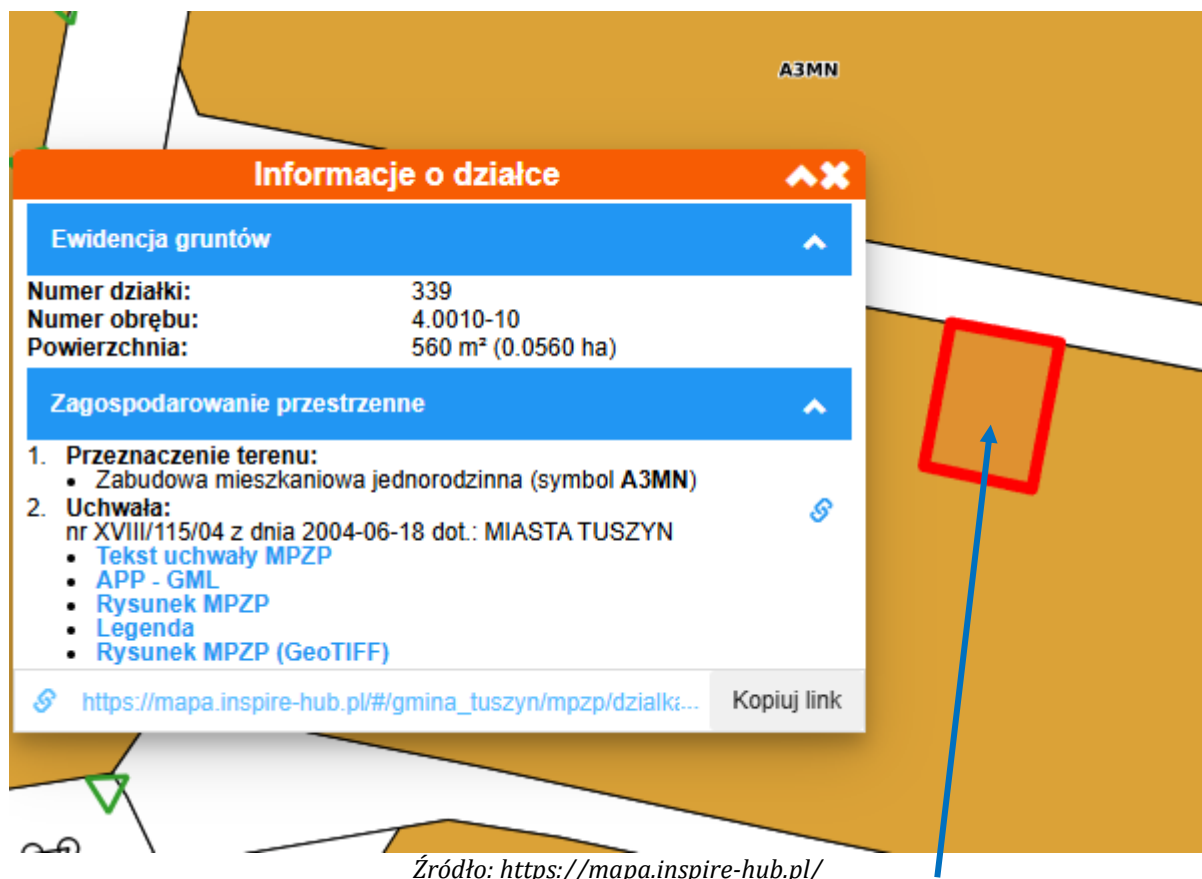 A3MN
Informacje o działce
Ewidencja gruntów
Numer działki: 339
Numer obrębu: 4.0010-10
Powierzchnia: 560 m² (0.0560 ha)
Zagospodarowanie przestrzenne
1. Przeznaczenie terenu:
• Zabudowa mieszkaniowa jednorodzinna (symbol A3MN)
2. Uchwała:
nr XVIII/115/04 z dnia 2004-06-18 dot.: MIASTA TUSZYN
• Tekst uchwały MPZP
• APP - GML
• Rysunek MPZP
• Legenda
• Rysunek MPZP (GeoTIFF)
https://mapa.inspire-hub.pl/#/gmina_tuszyn/mpzp/dzialka... Kopiuj link
Źródło: https://mapa.inspire-hub.pl/